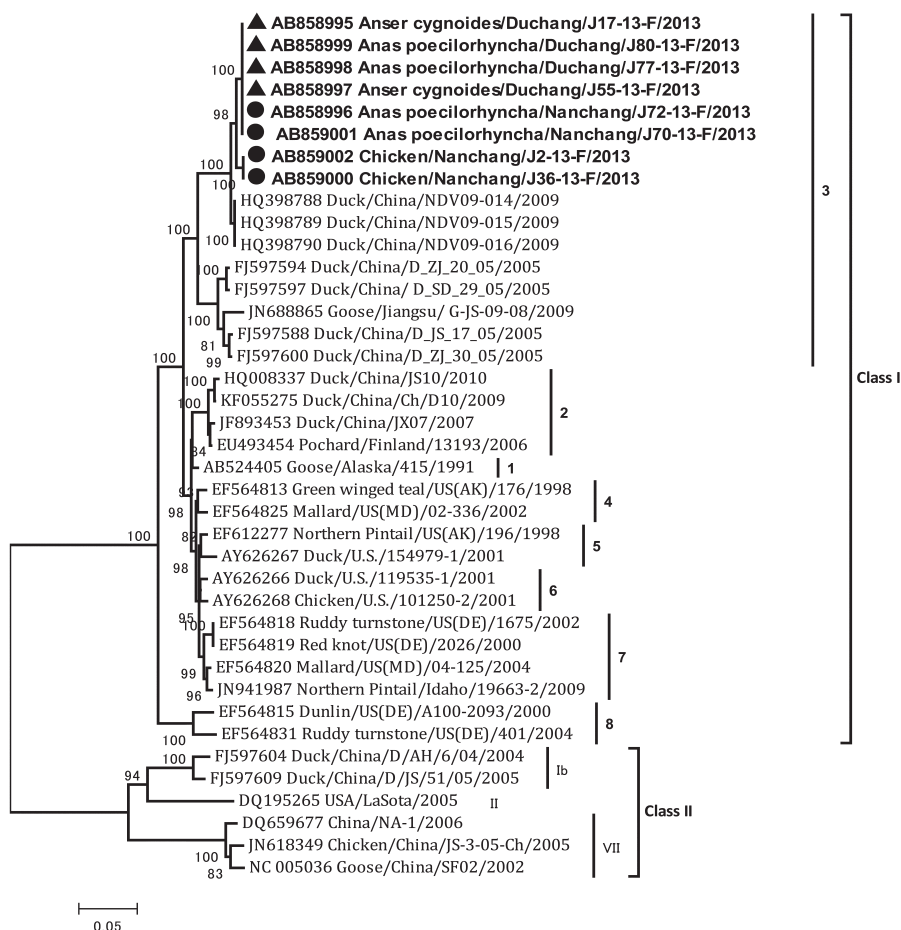 AB858995 Anser cygnoides/Duchang/J17-13-F/2013
AB858999 Anas poecilorhyncha/Duchang/J80-13-F/2013
AB858998 Anas poecilorhyncha/Duchang/J77-13-F/2013
100
AB858997 Anser cygnoides/Duchang/J55-13-F/2013
98
AB858996 Anas poecilorhyncha/Nanchang/J72-13-F/2013
AB859001 Anas poecilorhyncha/Nanchang/J70-13-F/2013
AB859002 Chicken/Nanchang/J2-13-F/2013
100
AB859000 Chicken/Nanchang/J36-13-F/2013
100
3
HQ398788 Duck/China/NDV09-014/2009
HQ398789 Duck/China/NDV09-015/2009
100
100
HQ398790 Duck/China/NDV09-016/2009
100
FJ597594 Duck/China/D_ZJ_20_05/2005
FJ597597 Duck/China/ D_SD_29_05/2005
JN688865 Goose/Jiangsu/ G-JS-09-08/2009
100
FJ597588 Duck/China/D_JS_17_05/2005
81
FJ597600 Duck/China/D_ZJ_30_05/2005
100
99
Class I
100
HQ008337 Duck/China/JS10/2010
100
KF055275 Duck/China/Ch/D10/2009
2
JF893453 Duck/China/JX07/2007
EU493454 Pochard/Finland/13193/2006
84
AB524405 Goose/Alaska/415/1991
1
EF564813 Green winged teal/US(AK)/176/1998
4
98
EF564825 Mallard/US(MD)/02-336/2002
EF612277 Northern Pintail/US(AK)/196/1998
5
100
AY626267 Duck/U.S./154979-1/2001
98
AY626266 Duck/U.S./119535-1/2001
6
AY626268 Chicken/U.S./101250-2/2001
95
100
EF564818 Ruddy turnstone/US(DE)/1675/2002
EF564819 Red knot/US(DE)/2026/2000
7
EF564820 Mallard/US(MD)/04-125/2004
99
JN941987 Northern Pintail/Idaho/19663-2/2009
96
EF564815 Dunlin/US(DE)/A100-2093/2000
8
EF564831 Ruddy turnstone/US(DE)/401/2004
100
FJ597604 Duck/China/D/AH/6/04/2004
100
Ib
94
FJ597609 Duck/China/D/JS/51/05/2005
DQ195265 USA/LaSota/2005
II
Class II
DQ659677 China/NA-1/2006
JN618349 Chicken/China/JS-3-05-Ch/2005
VII
100
NC 005036 Goose/China/SF02/2002
83
0.05